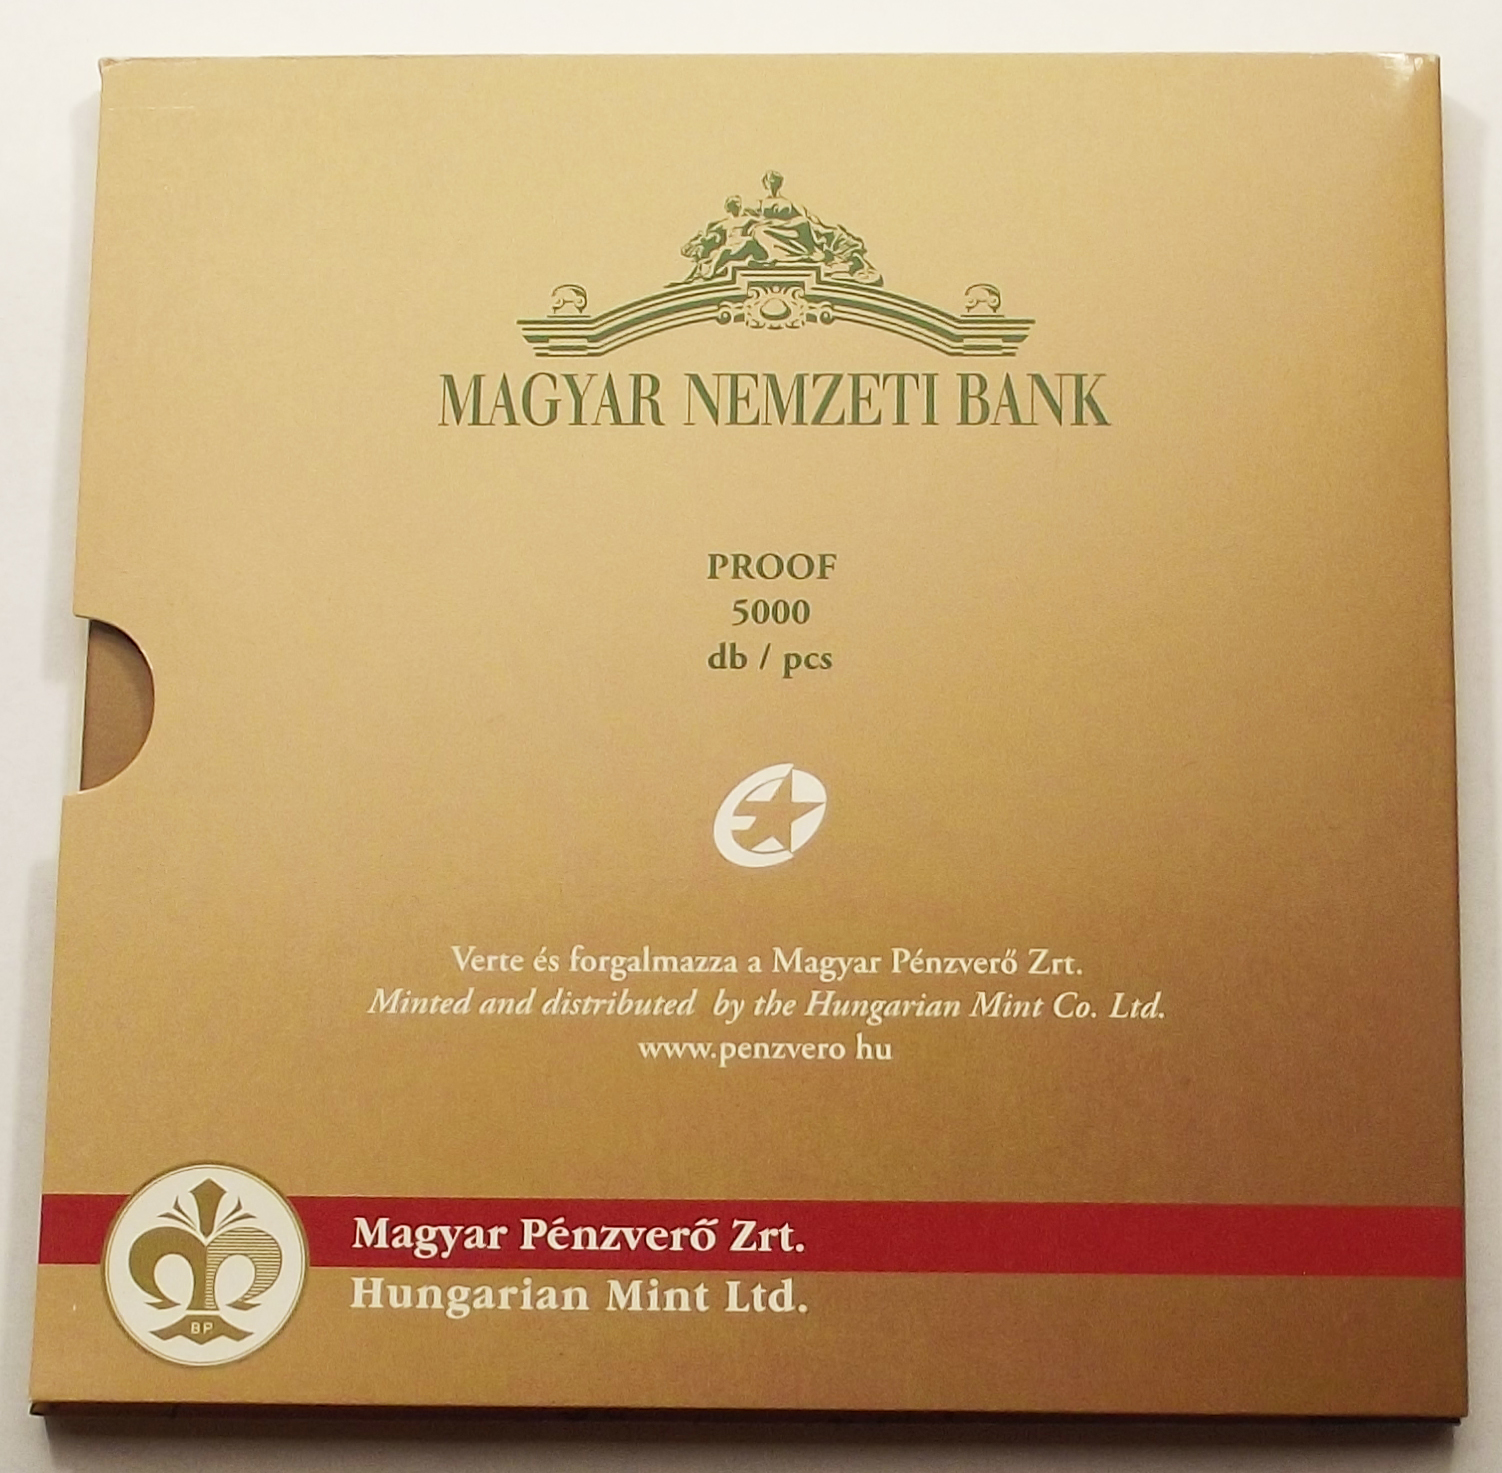 MAGYAR NEMZETI BANK
PROOF
5000
db / pcs
Verte és forgalmazza a Magyar Pénzverő Zrt.
Minted and distributed by the Hungarian Mint Co. Ltd.
www.penzvero hu
Magyar Pénzverő Zrt.
Hungarian Mint Ltd.
BP